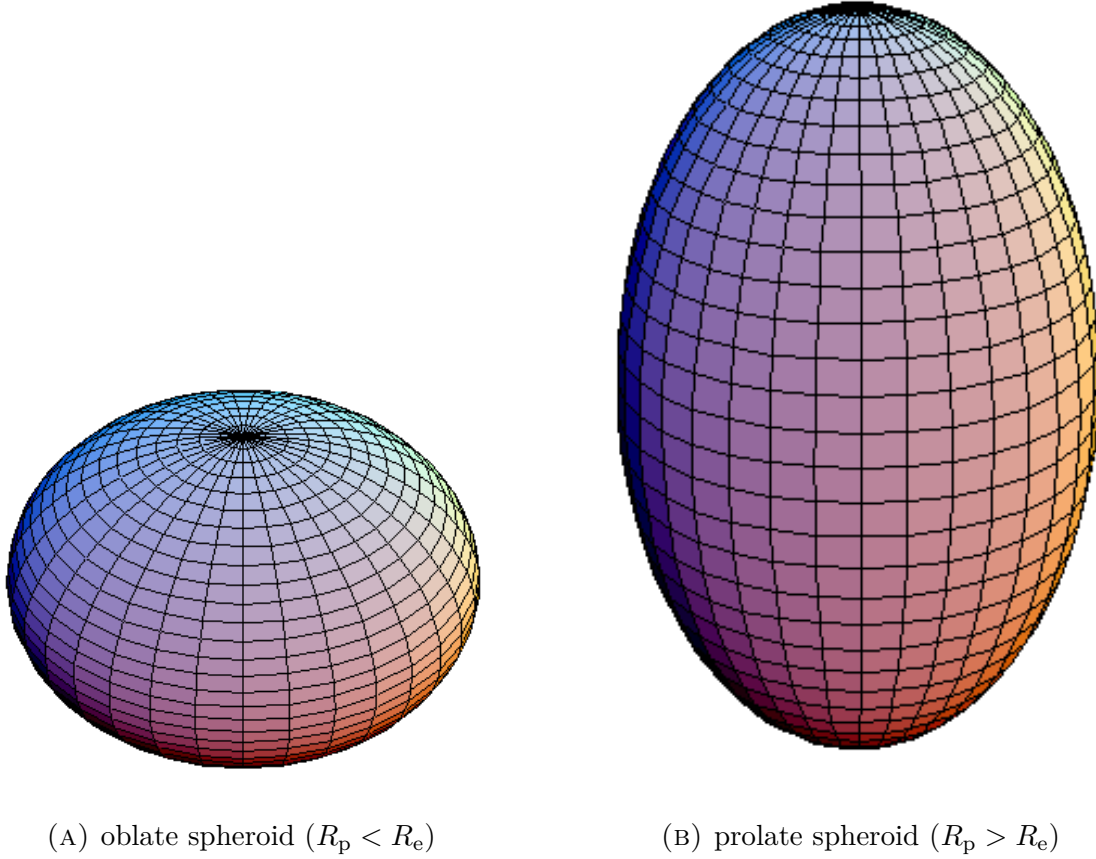 (A) oblate spheroid (Rp < Re)
(B) prolate spheroid (Rp > Re)